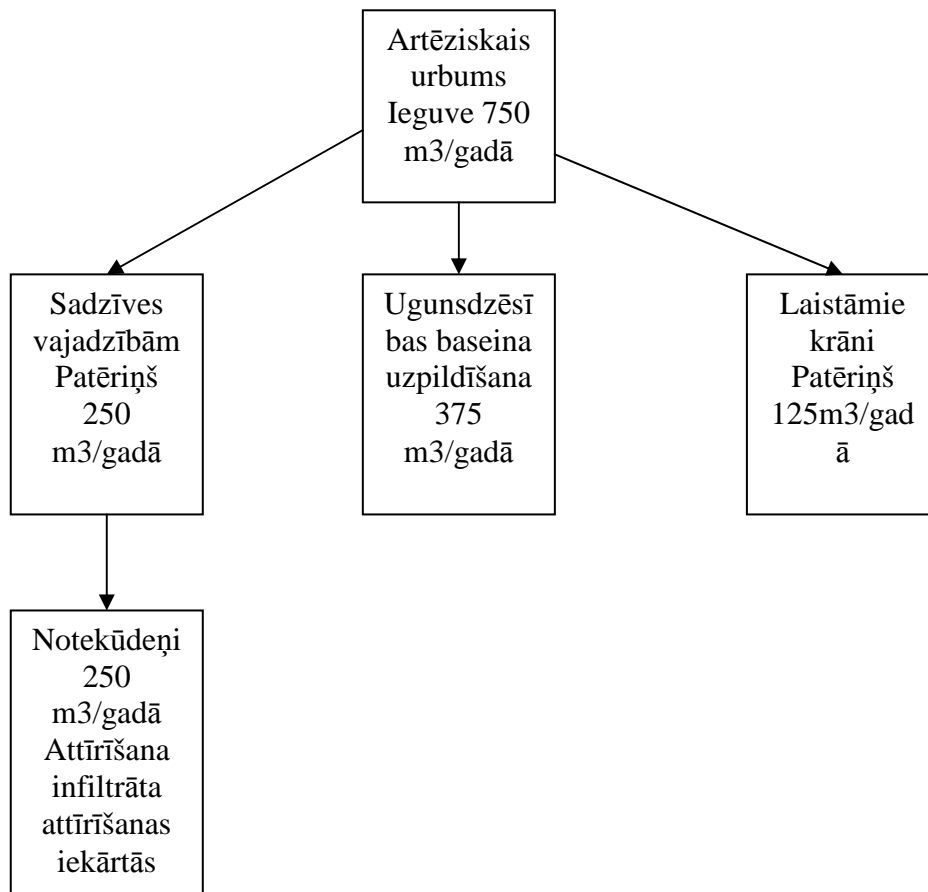 Artēziskais
urbums
Ieguve 750
m3/gadā
Sadzīves
vajadzībām
Patēriņš
250
m3/gadā
Ugunsdzēsī
bas baseina
uzpildīšana
375
m3/gadā
Laistāmie
krāni
Patēriņš
125m3/gad
ā
Notekūdeņi
250
m3/gadā
Attīrīšana
infiltrāta
attīrīšanas
iekārtās